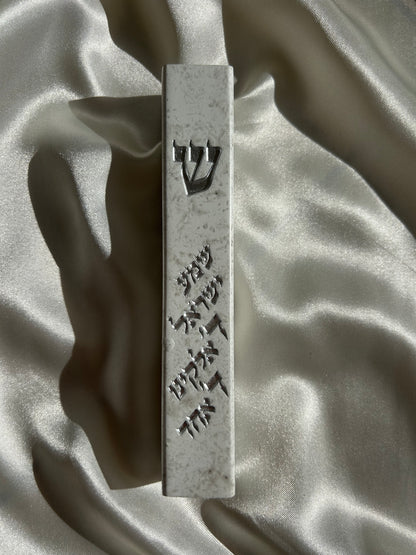 ש
שמע
ישראל
ה׳
אלקינו
ה׳
אחד